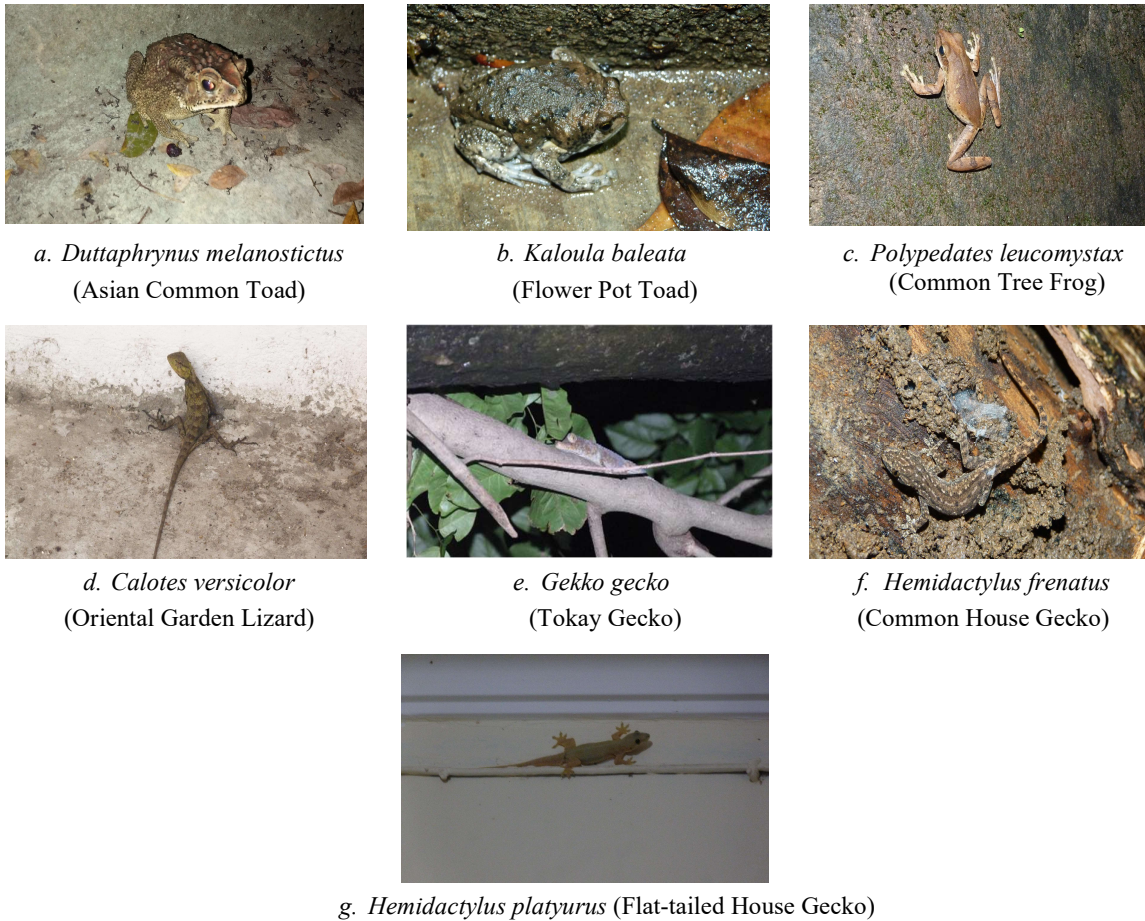 a. Duttaphrynus melanostictus
(Asian Common Toad)
b. Kaloula baleata
(Flower Pot Toad)
c. Polypedates leucomystax
(Common Tree Frog)
d. Calotes versicolor
(Oriental Garden Lizard)
e. Gekko gecko
(Tokay Gecko)
f. Hemidactylus frenatus
(Common House Gecko)
g. Hemidactylus platyurus (Flat-tailed House Gecko)